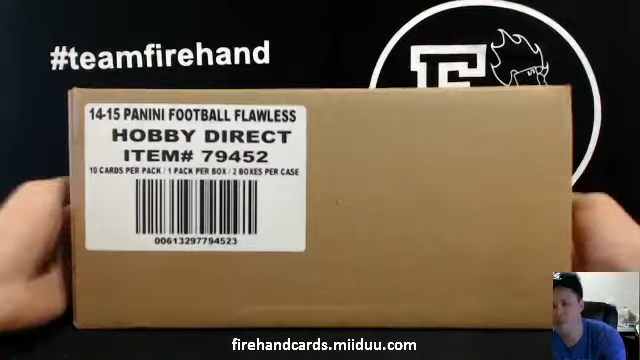 #teamfirehand
F
14-15 PANINI FOOTBALL FLAWLESS
HOBBY DIRECT
ITEM# 79452
10 CARDS PER PACK / 1 PACK PER BOX / 2 BOXES PER CASE
00613297794523
firehandcards.miiduu.com